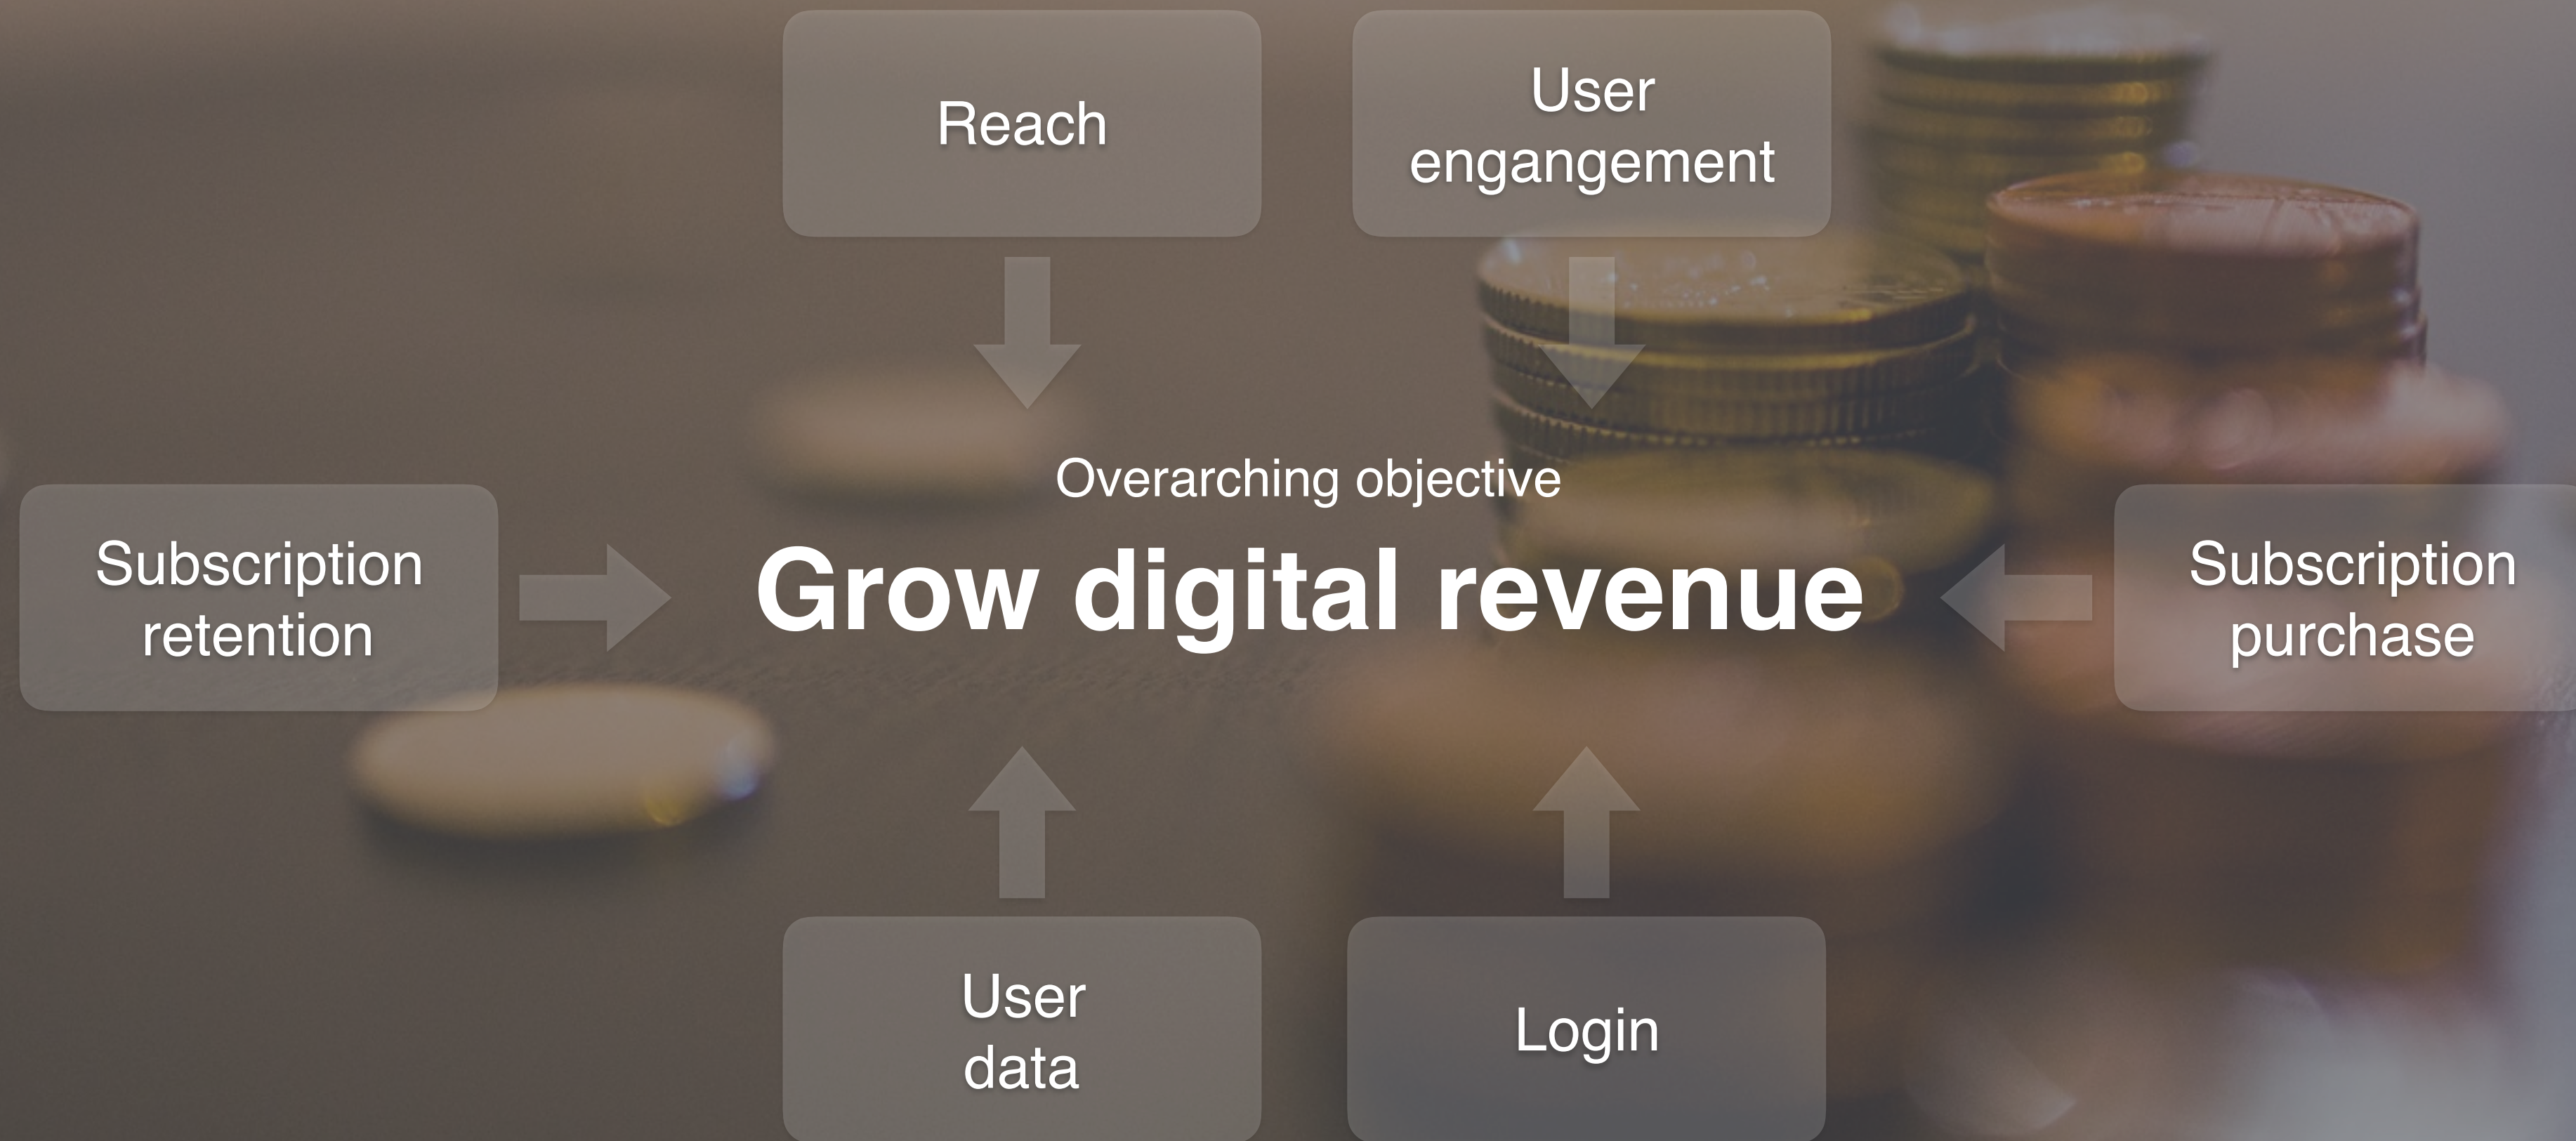 Reach
User
engangement
Overarching objective
Grow digital revenue
Subscription
retention
Subscription
purchase
User
data
Login